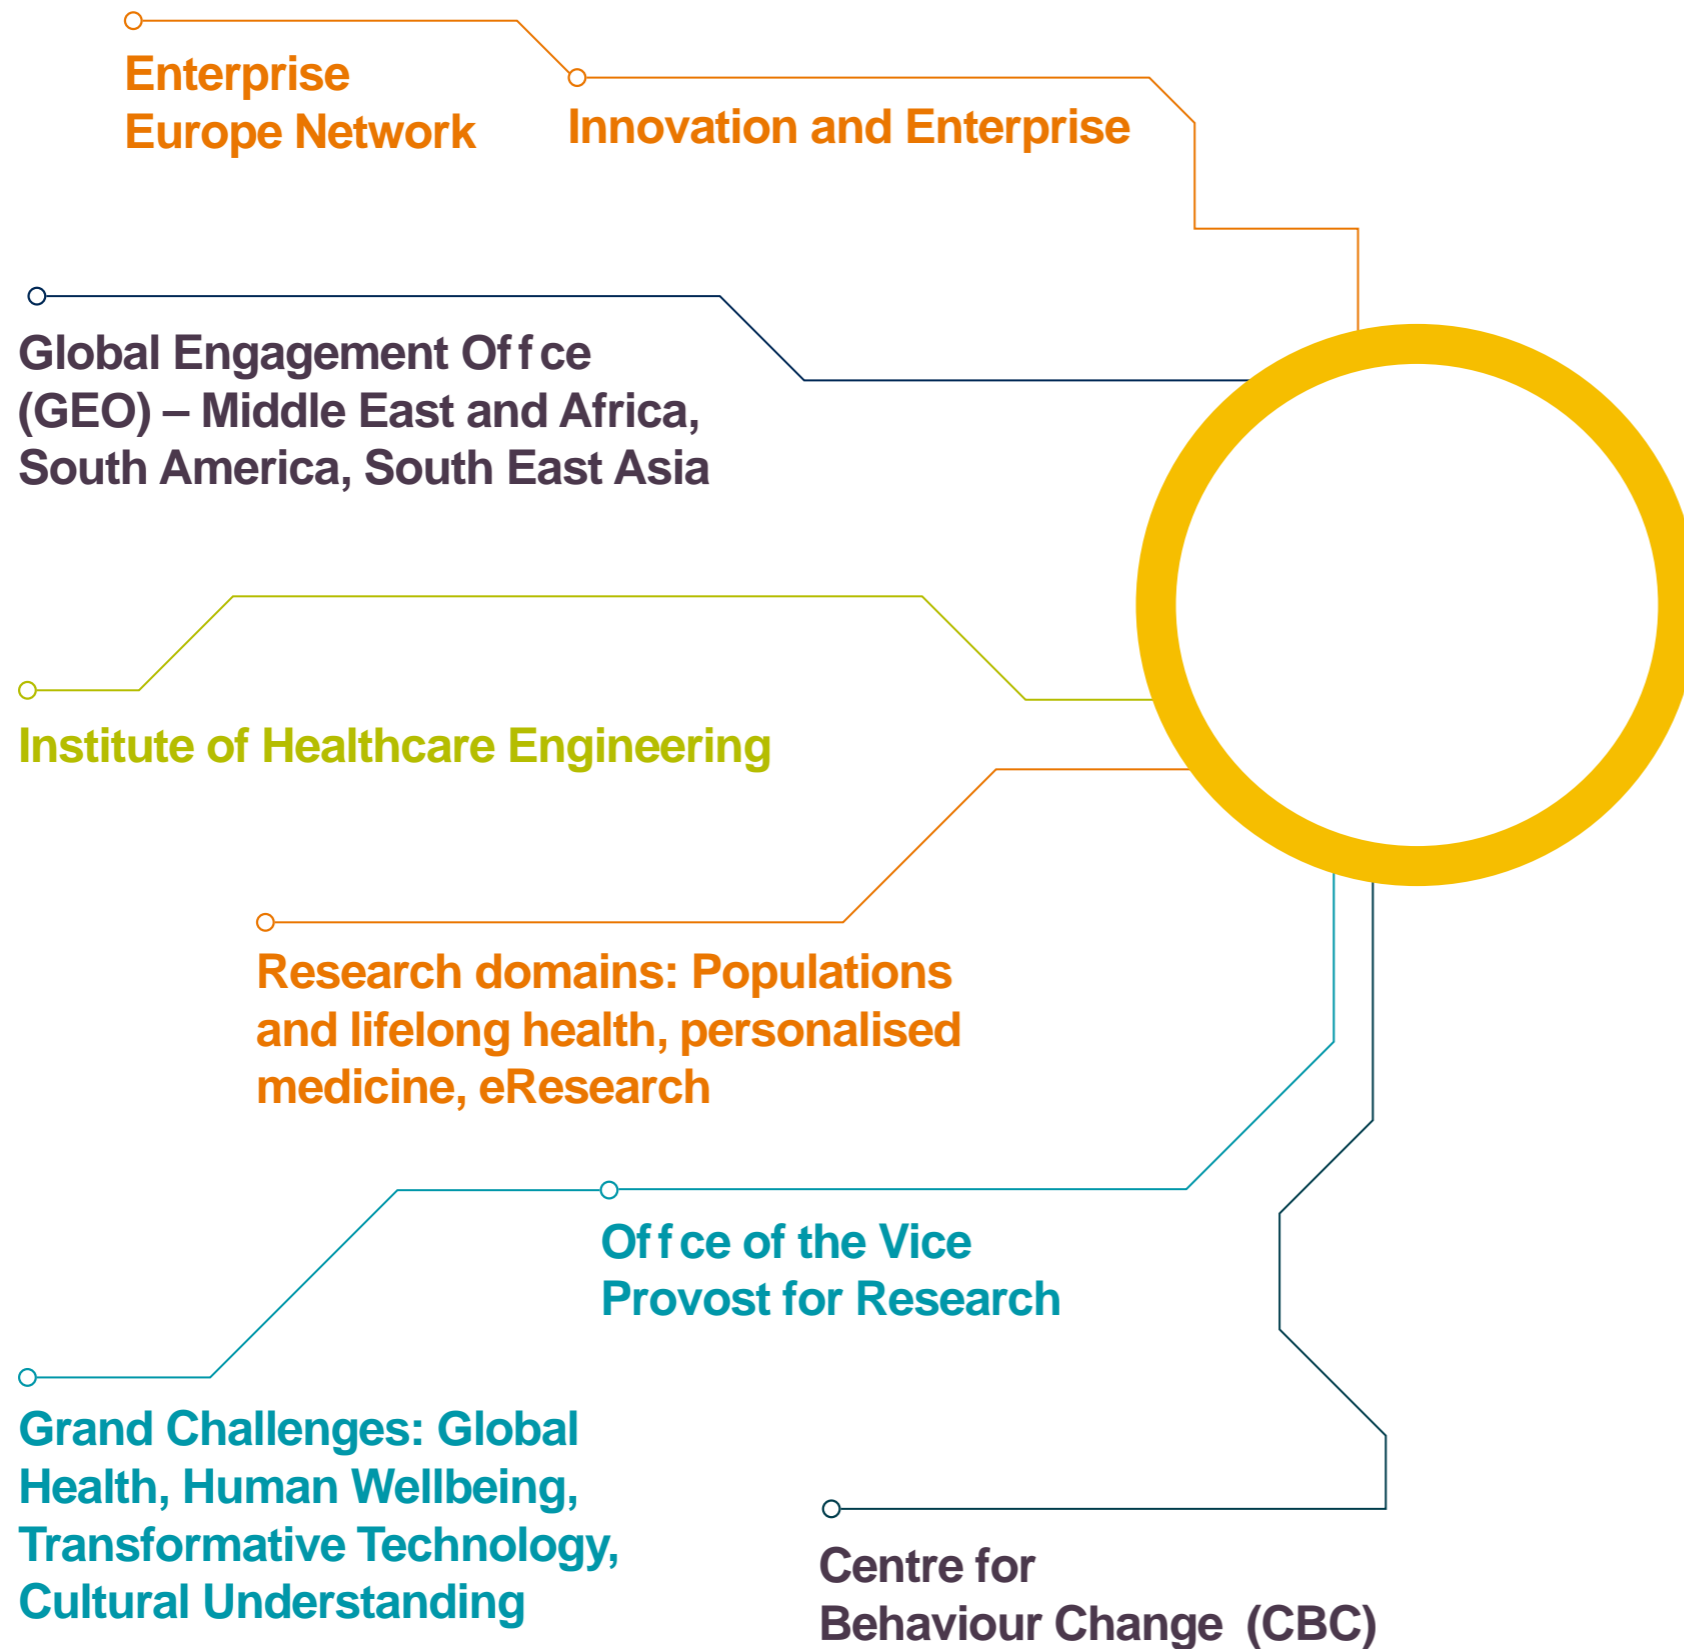 Enterprise
Europe Network
Innovation and Enterprise
Global Engagement Of f ce
(GEO) – Middle East and Africa,
South America, South East Asia
Institute of Healthcare Engineering
Research domains: Populations
and lifelong health, personalised
medicine, eResearch
Of f ce of the Vice
Provost for Research
Grand Challenges: Global
Health, Human Wellbeing,
Transformative Technology,
Cultural Understanding
Centre for
Behaviour Change (CBC)